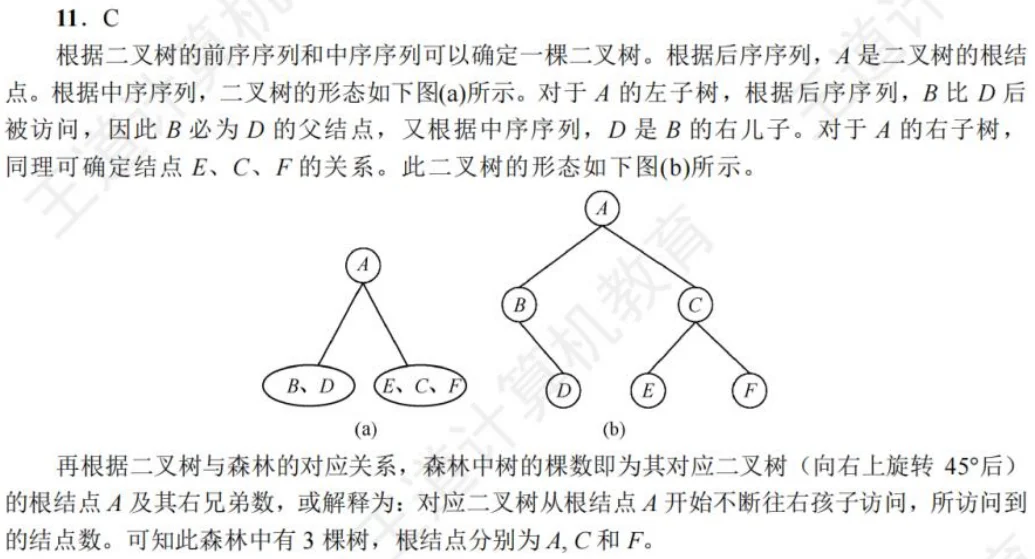 11. C
根据二叉树的前序序列和中序序列可以确定一棵二叉树。根据后序序列，A 是二叉树的根结
点。根据中序序列，二叉树的形态如下图(a)所示。对于 A 的左子树，根据后序序列，B 比 D 后
被访问，因此 B 必为 D 的父结点，又根据中序序列，D 是 B 的右儿子。对于 A 的右子树，
同理可确定结点 E、C、F 的关系。此二叉树的形态如下图(b)所示。
A
B、D
E、C、F
(a)
A
B
C
D
E
F
(b)
再根据二叉树与森林的对应关系，森林中树的棵数即为其对应二叉树（向右上旋转 45°后）
的根结点 A 及其右兄弟数，或解释为：对应二叉树从根结点 A 开始不断往右孩子访问，所访问到
的结点数。可知此森林中有 3 棵树，根结点分别为 A, C 和 F。
王道计算机教育